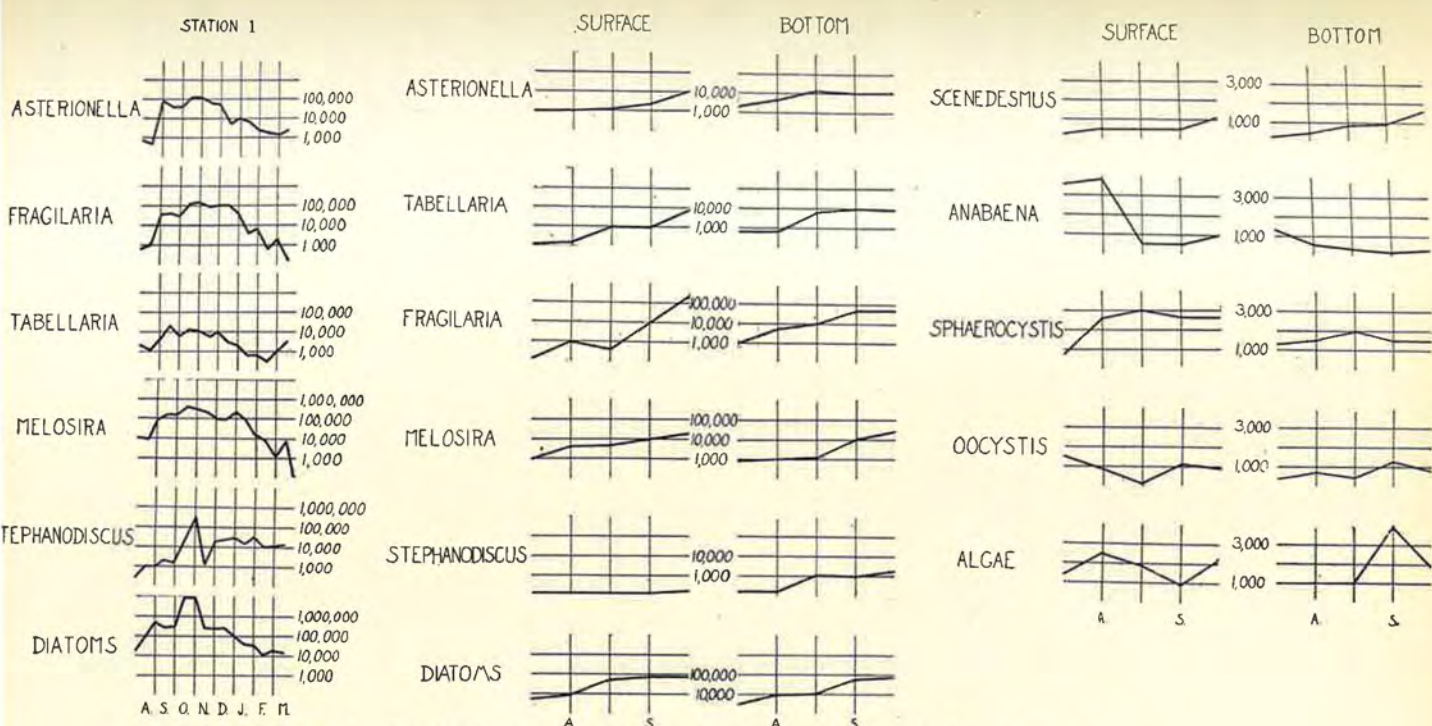 STATION 1
ASTERIONELLA
100,000
10,000
1,000
FRAGILARIA
100,000
10,000
1 000
TABELLARIA
100,000
10,000
1,000
MELOSIRA
1,000,000
100,000
10,000
1,000
TEPHANODISCUS
1,000,000
100,000
10,000
1,000
DIATOMS
1,000,000
100,000
10,000
1,000
A. S. O. N. D. J. F. M.
SURFACE BOTTOM
ASTERIONELLA
10,000
1,000
TABELLARIA
10,000
1,000
FRAGILARIA
100,000
10,000
1,000
MELOSIRA
100,000
10,000
1,000
STEPHANODISCUS
10,000
1,000
DIATOMS
100,000
10,000
A. S. A. S.
SURFACE BOTTOM
SCENEDESMUS
3,000
1,000
ANABAENA
3,000
1,000
SPHAEROCYSTIS
3,000
1,000
OOCYSTIS
3,000
1,000
ALGAE
3,000
1,000
A. S. A. S.